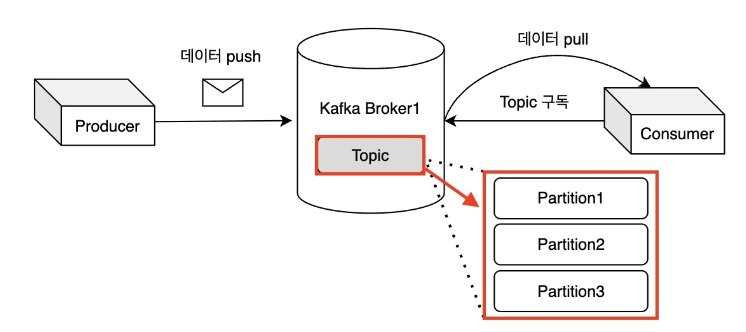 데이터 push
Producer
Kafka Broker1
Topic
데이터 pull
Topic 구독
Consumer
Partition1
Partition2
Partition3